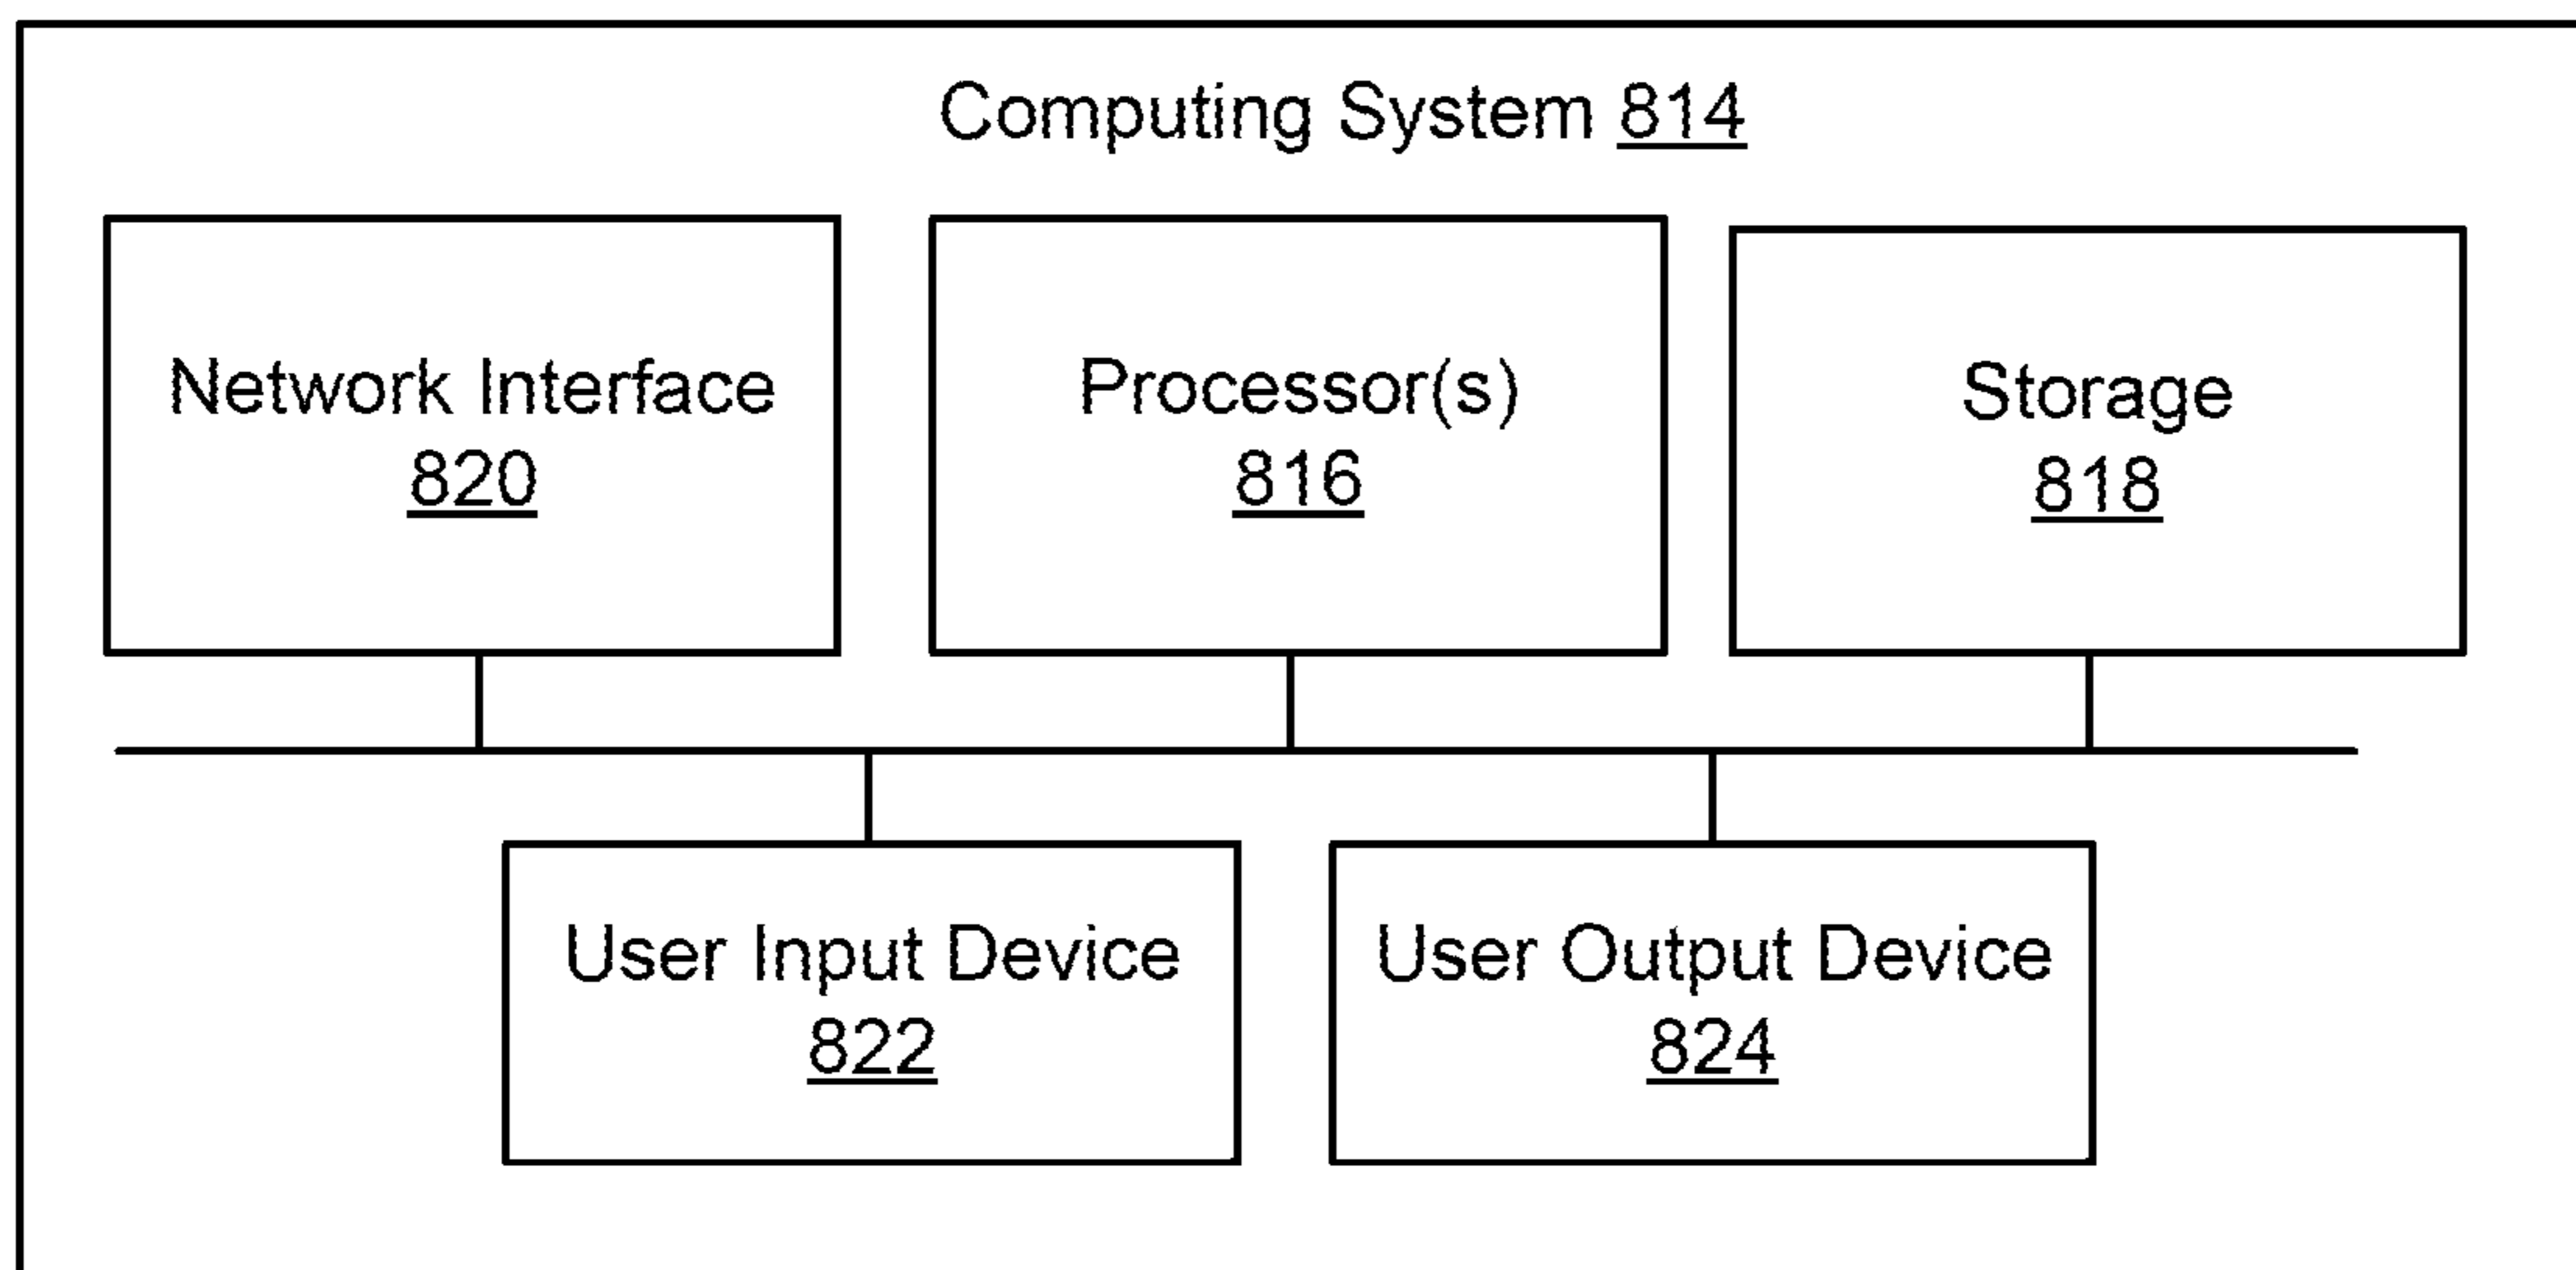 Computing System 814
Network Interface
820
Processor(s)
816
Storage
818
User Input Device
822
User Output Device
824